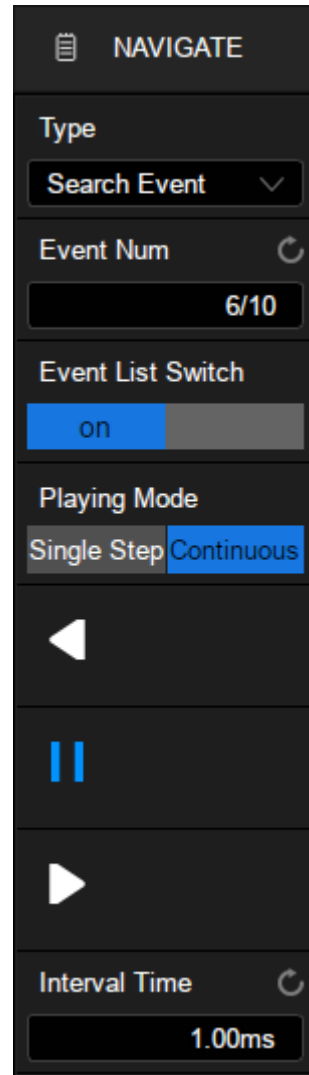 NAVIGATE
Type
Search Event
Event Num
6/10
Event List Switch
on
Playing Mode
Single Step Continuous
Interval Time
1.00ms